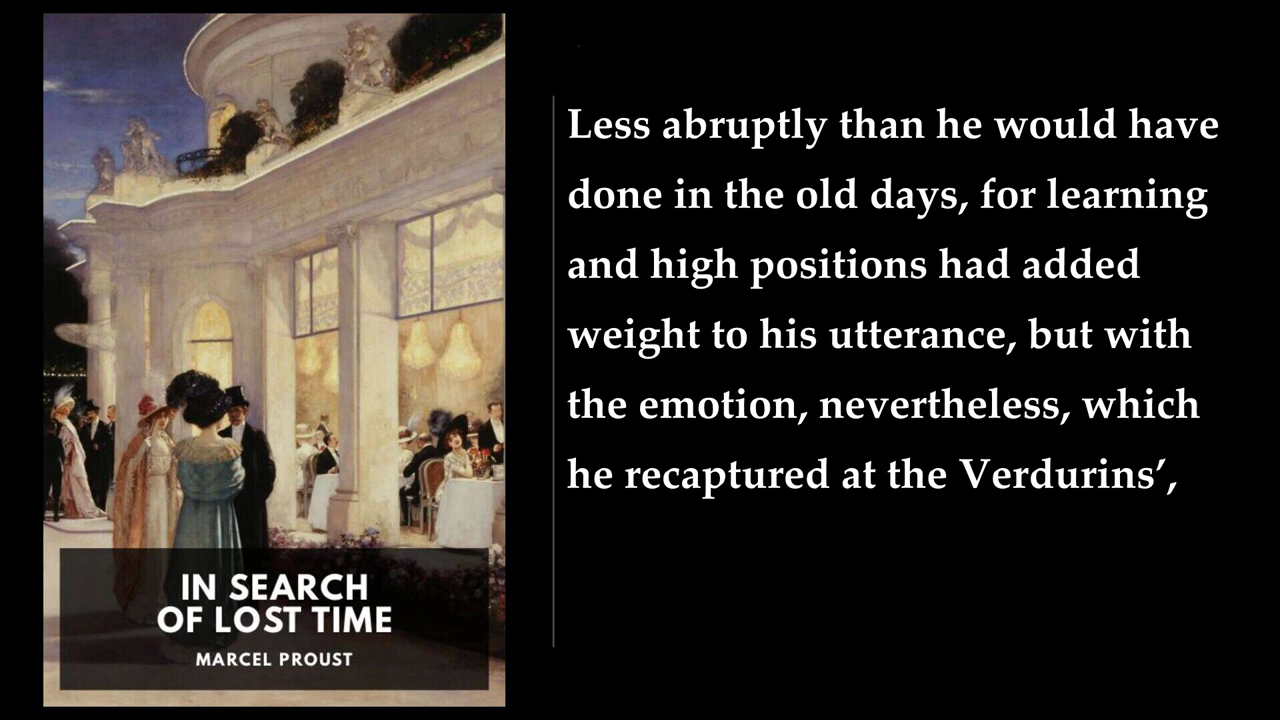 IN SEARCH
OF LOST TIME
MARCEL PROUST
Less abruptly than he would have
done in the old days, for learning
and high positions had added
weight to his utterance, but with
the emotion, nevertheless, which
he recaptured at the Verdurins’,